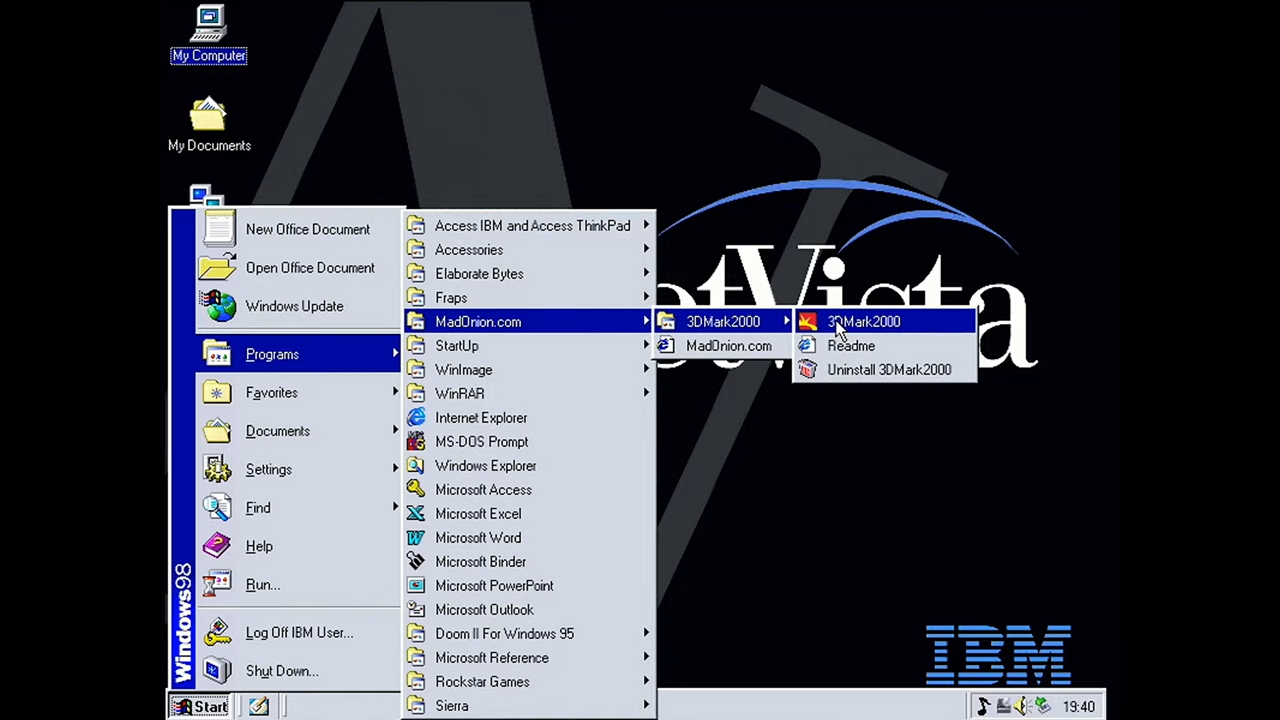 My Computer
My Documents
New Office Document
Open Office Document
Windows Update
Programs
Favorites
Documents
Settings
Find
Help
Run...
Log Off IBM User...
Shut Down...
Windows98
Access IBM and Access ThinkPad
Accessories
Elaborate Bytes
Fraps
MadOnion.com
StartUp
WinImage
WinRAR
Internet Explorer
MS-DOS Prompt
Windows Explorer
Microsoft Access
Microsoft Excel
Microsoft Word
Microsoft Binder
Microsoft PowerPoint
Microsoft Outlook
Doom II For Windows 95
Microsoft Reference
Rockstar Games
Sierra
3DMark2000
MadOnion.com
3DMark2000
Readme
Uninstall 3DMark2000
etVista
IBM
Start
19:40